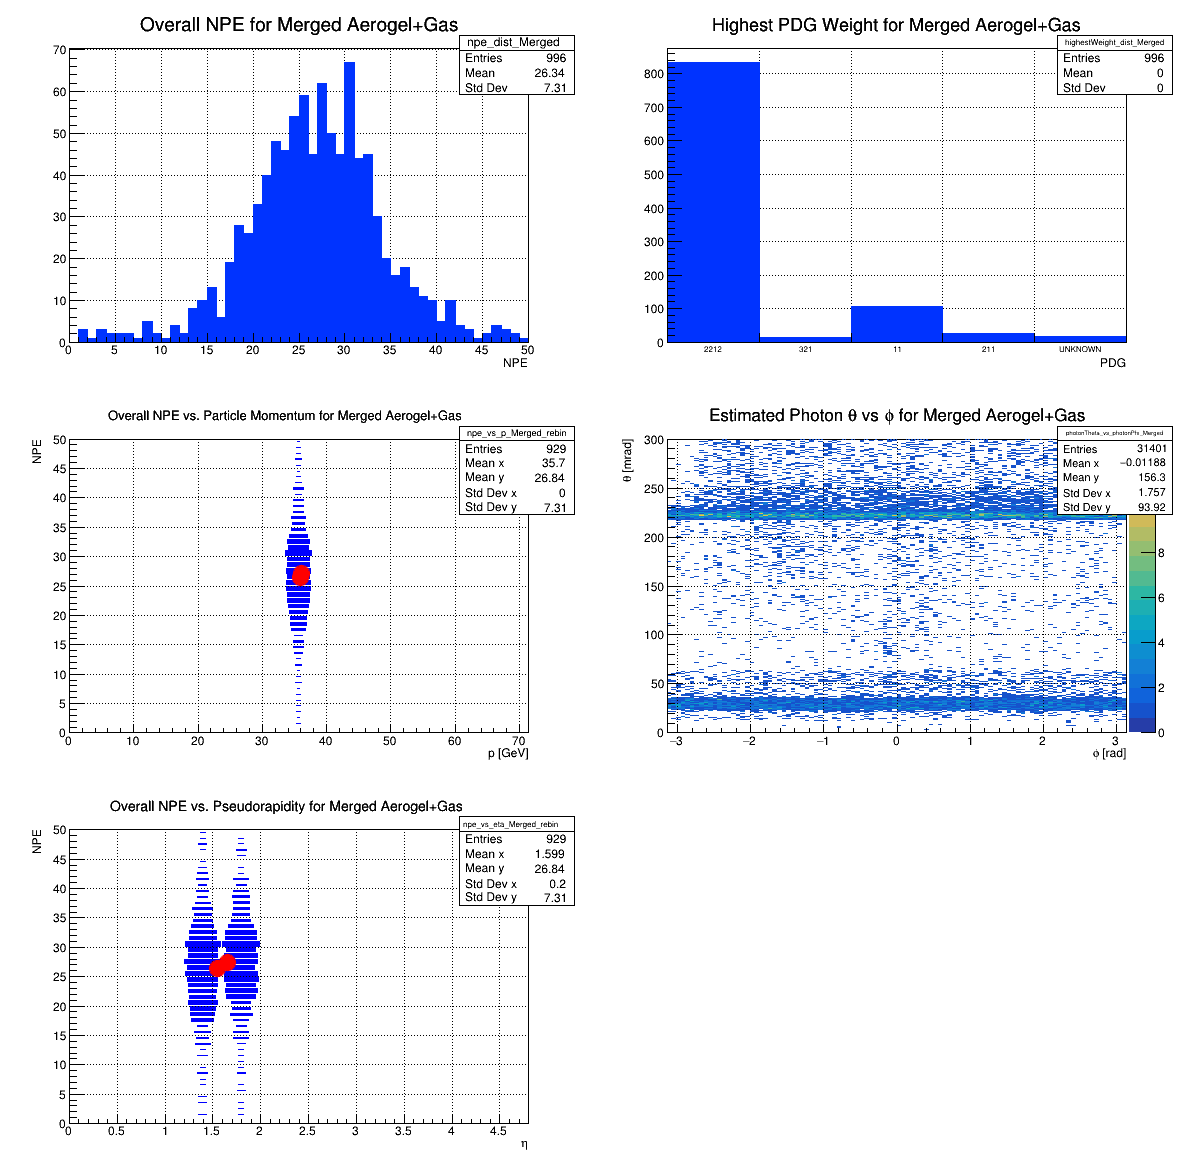 Overall NPE for Merged Aerogel+Gas
npe_dist_Merged
Entries 996
Mean 26.34
Std Dev 7.31
70
60
50
40
30
20
10
0
0 5 10 15 20 25 30 35 40 45 50
NPE
Highest PDG Weight for Merged Aerogel+Gas
highestWeight_dist_Merged
Entries 996
Mean 0
Std Dev 0
800
700
600
500
400
300
200
100
0
2212 321 11 211 UNKNOWN
PDG
Overall NPE vs. Particle Momentum for Merged Aerogel+Gas
npe_vs_p_Merged_rebin
Entries 929
Mean x 35.7
Mean y 26.84
Std Dev x 0
Std Dev y 7.31
NPE
50
45
40
35
30
25
20
15
10
5
0
0 10 20 30 40 50 60 70
p [GeV]
Estimated Photon θ vs ϕ for Merged Aerogel+Gas
photonTheta_vs_photonPhi_Merged
Entries 31401
Mean x −0.01188
Mean y 156.3
Std Dev x 1.757
Std Dev y 93.92
θ [mrad]
300
250
200
150
100
50
0
−3 −2 −1 0 1 2 3
ϕ [rad]
8
6
4
2
0
Overall NPE vs. Pseudorapidity for Merged Aerogel+Gas
npe_vs_eta_Merged_rebin
Entries 929
Mean x 1.599
Mean y 26.84
Std Dev x 0.2
Std Dev y 7.31
NPE
50
45
40
35
30
25
20
15
10
5
0
0 0.5 1 1.5 2 2.5 3 3.5 4 4.5
η